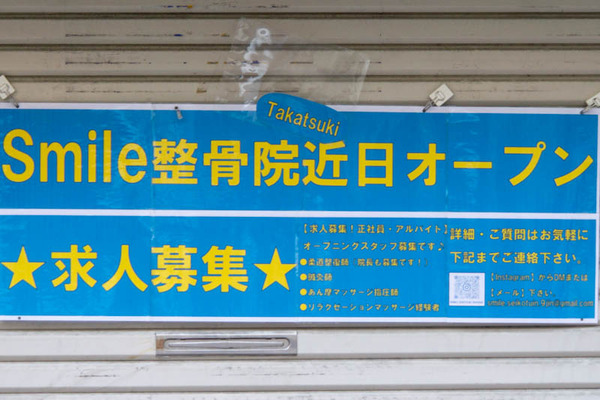 Takatsuki
Smile整骨院近日オープン
★求人募集★
【求人募集!正社員・アルバイト】
オープニングスタッフ募集です♪
●柔道整復師 院長も募集です!
●鍼灸師
●あん摩マッサージ指圧師
●リラクゼーションマッサージ経験者
詳細・ご質問はお気軽に
下記までご連絡下さい。
【Instagram】からDMまたは
【メール】下さい